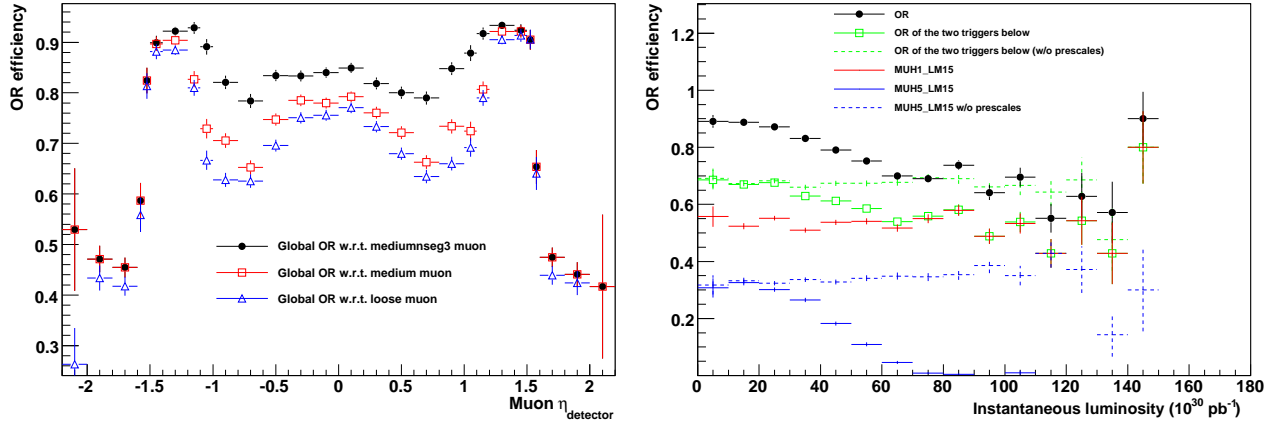 OR efficiency
0.9
0.8
0.7
0.6
0.5
0.4
0.3
Global OR w.r.t. mediumnseg3 muon
Global OR w.r.t. medium muon
Global OR w.r.t. loose muon
-2 -1.5 -1 -0.5 0 0.5 1 1.5 2
Muon ηdetector
OR efficiency
1.2
1
0.8
0.6
0.4
0.2
OR
OR of the two triggers below
OR of the two triggers below (w/o prescales)
MUH1_LM15
MUH5_LM15
MUH5_LM15 w/o prescales
0 20 40 60 80 100 120 140 160 180
Instantaneous luminosity (10^30 pb^-1)